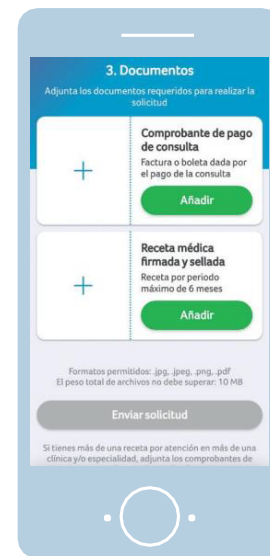 3. Documentos
Adjunta los documentos requeridos para realizar la
solicitud
Comprobante de pago
de consulta
Factura o boleta dada por
el pago de la consulta
Añadir
Receta médica
firmada y sellada
Receta por periodo
máximo de 6 meses
Añadir
Formatos permitidos: .jpg, .jpeg, .png, .pdf
El peso total de archivos no debe superar: 10 MB
Enviar solicitud
Si tienes más de una receta por atención en más de una
clínica y/o especialidad, adjunta los comprobantes de